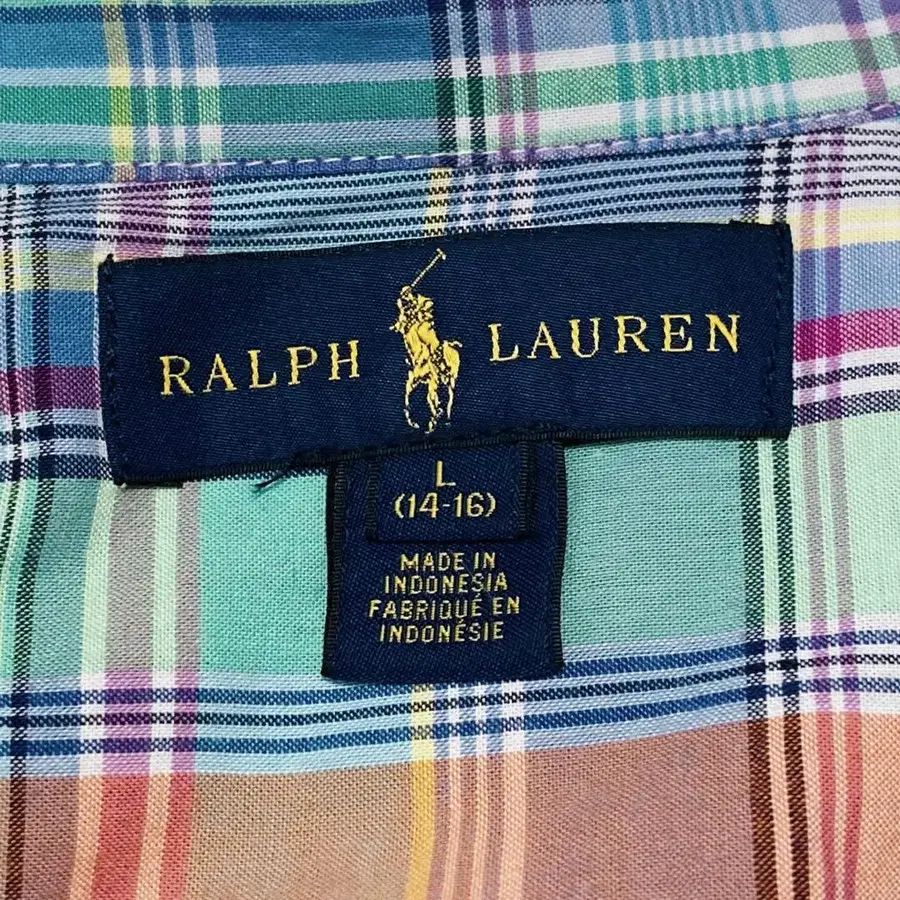 RALPH LAUREN
L
(14-16)
MADE IN
INDONESIA
FABRIQUÉ EN
INDONÉSIE